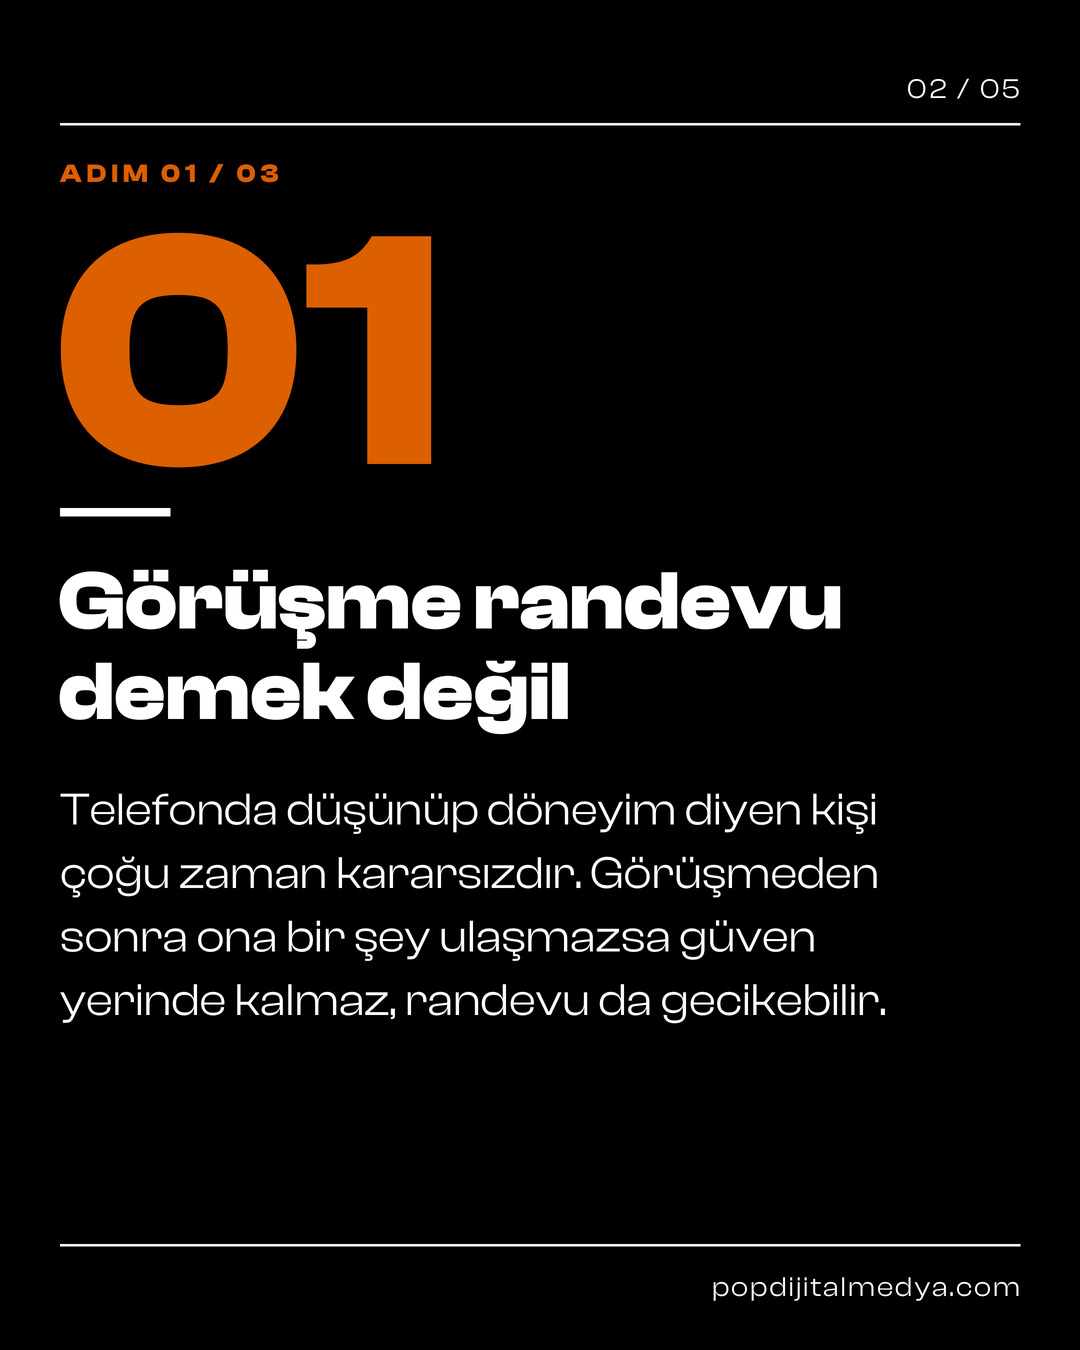 02 / 05
ADIM 01 / 03
01
Görüşme randevu
demek değil
Telefonda düşünüp döneyim diyen kişi
çoğu zaman kararsızdır. Görüşmeden
sonra ona bir şey ulaşmazsa güven
yerinde kalmaz, randevu da gecikebilir.
popdijitalmedya.com